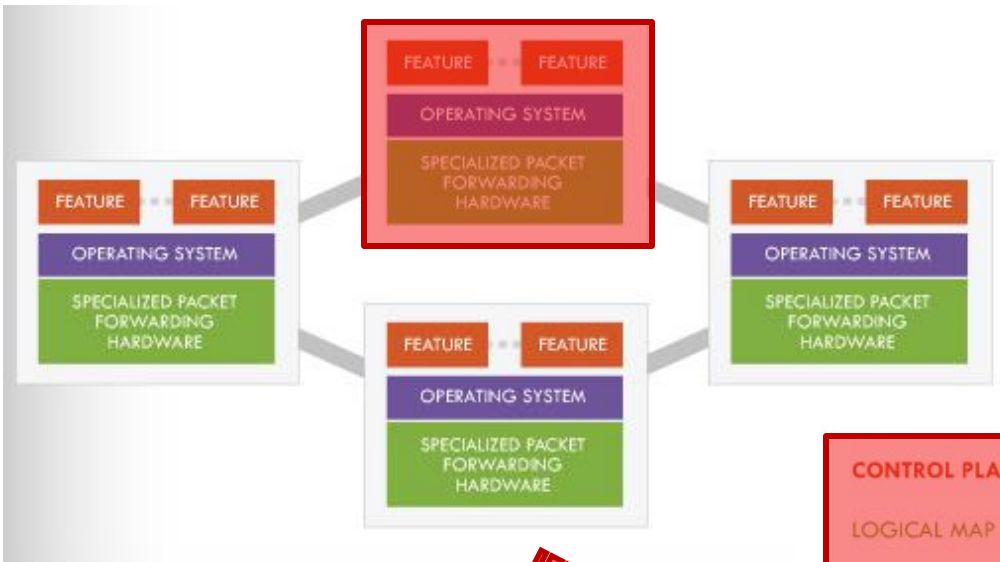 FEATURE FEATURE
OPERATING SYSTEM
SPECIALIZED PACKET
FORWARDING
HARDWARE
FEATURE FEATURE
OPERATING SYSTEM
SPECIALIZED PACKET
FORWARDING
HARDWARE
FEATURE FEATURE
OPERATING SYSTEM
SPECIALIZED PACKET
FORWARDING
HARDWARE
FEATURE FEATURE
OPERATING SYSTEM
SPECIALIZED PACKET
FORWARDING
HARDWARE
CONTROL PLA
LOGICAL MAP